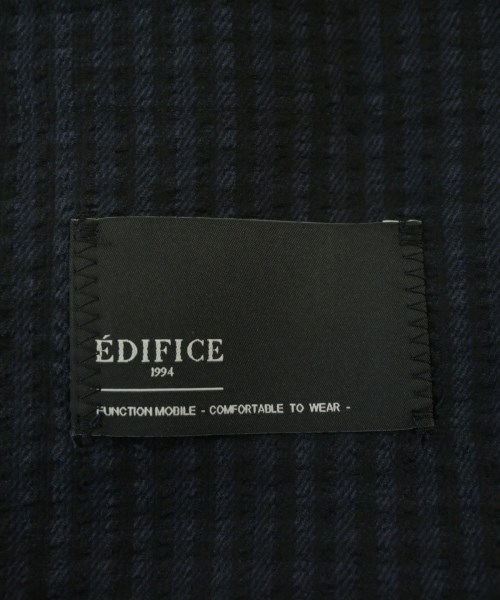 ÉDIFICE
1994
FUNCTION MOBILE - COMFORTABLE TO WEAR -